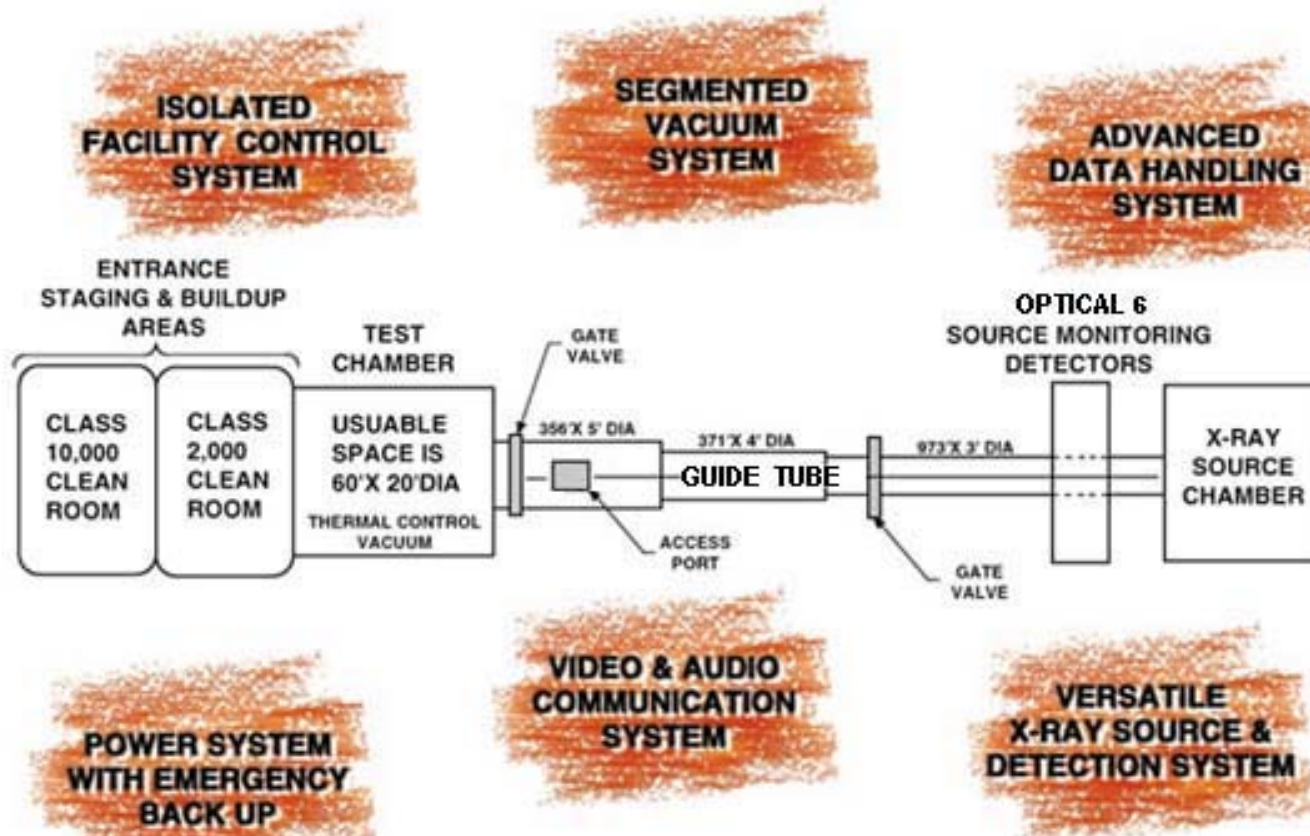 ISOLATED
FACILITY CONTROL
SYSTEM
SEGMENTED
VACUUM
SYSTEM
ADVANCED
DATA HANDLING
SYSTEM
ENTRANCE
STAGING & BUILDUP
AREAS
TEST
CHAMBER
GATE
VALVE
OPTICAL 6
SOURCE MONITORING
DETECTORS
CLASS
10,000
CLEAN
ROOM
CLASS
2,000
CLEAN
ROOM
USUABLE
SPACE IS
60'X 20'DIA
THERMAL CONTROL
VACUUM
356'X 5' DIA
371'X 4' DIA
GUIDE TUBE
973'X 3' DIA
X-RAY
SOURCE
CHAMBER
ACCESS
PORT
GATE
VALVE
POWER SYSTEM
WITH EMERGENCY
BACK UP
VIDEO & AUDIO
COMMUNICATION
SYSTEM
VERSATILE
X-RAY SOURCE &
DETECTION SYSTEM